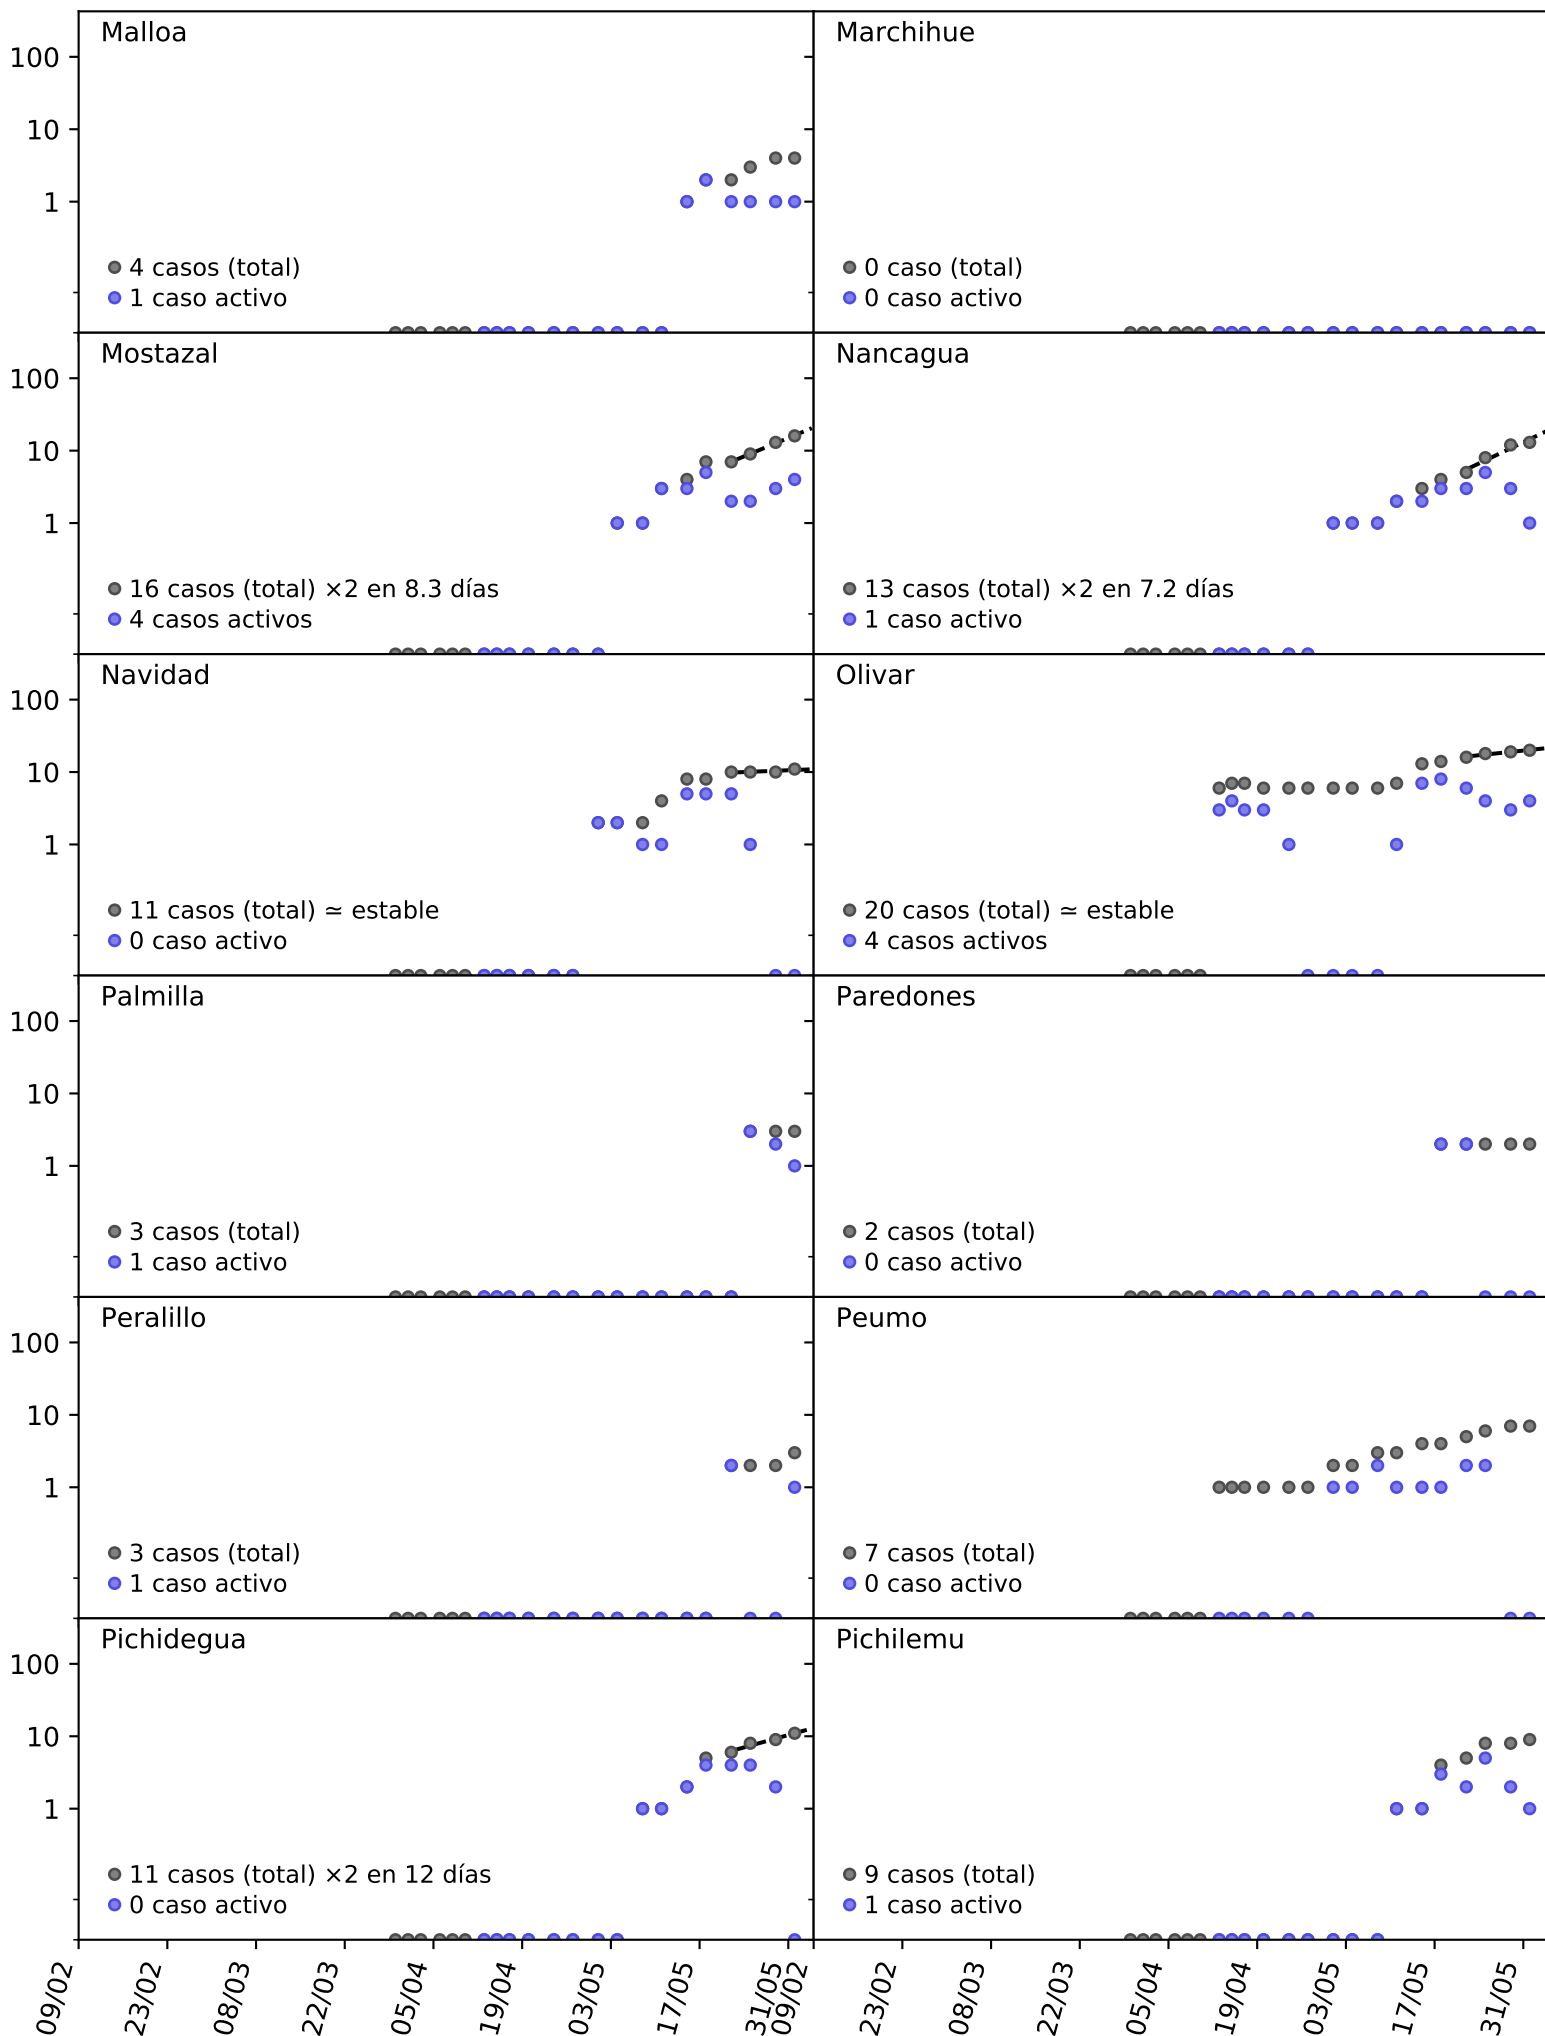 Malloa
100
10
1
4 casos (total)
1 caso activo
Marchihue
0 caso (total)
0 caso activo
Mostazal
100
10
1
16 casos (total) ×2 en 8.3 días
4 casos activos
Nancagua
13 casos (total) ×2 en 7.2 días
1 caso activo
Navidad
100
10
1
11 casos (total) ≃ estable
0 caso activo
Olivar
20 casos (total) ≃ estable
4 casos activos
Palmilla
100
10
1
3 casos (total)
1 caso activo
Paredones
2 casos (total)
0 caso activo
Peralillo
100
10
1
3 casos (total)
1 caso activo
Peumo
7 casos (total)
0 caso activo
Pichidegua
100
10
1
11 casos (total) ×2 en 12 días
0 caso activo
Pichilemu
9 casos (total)
1 caso activo
09/02
23/02
08/03
22/03
05/04
19/04
03/05
17/05
31/05
09/02
23/02
08/03
22/03
05/04
19/04
03/05
17/05
31/05